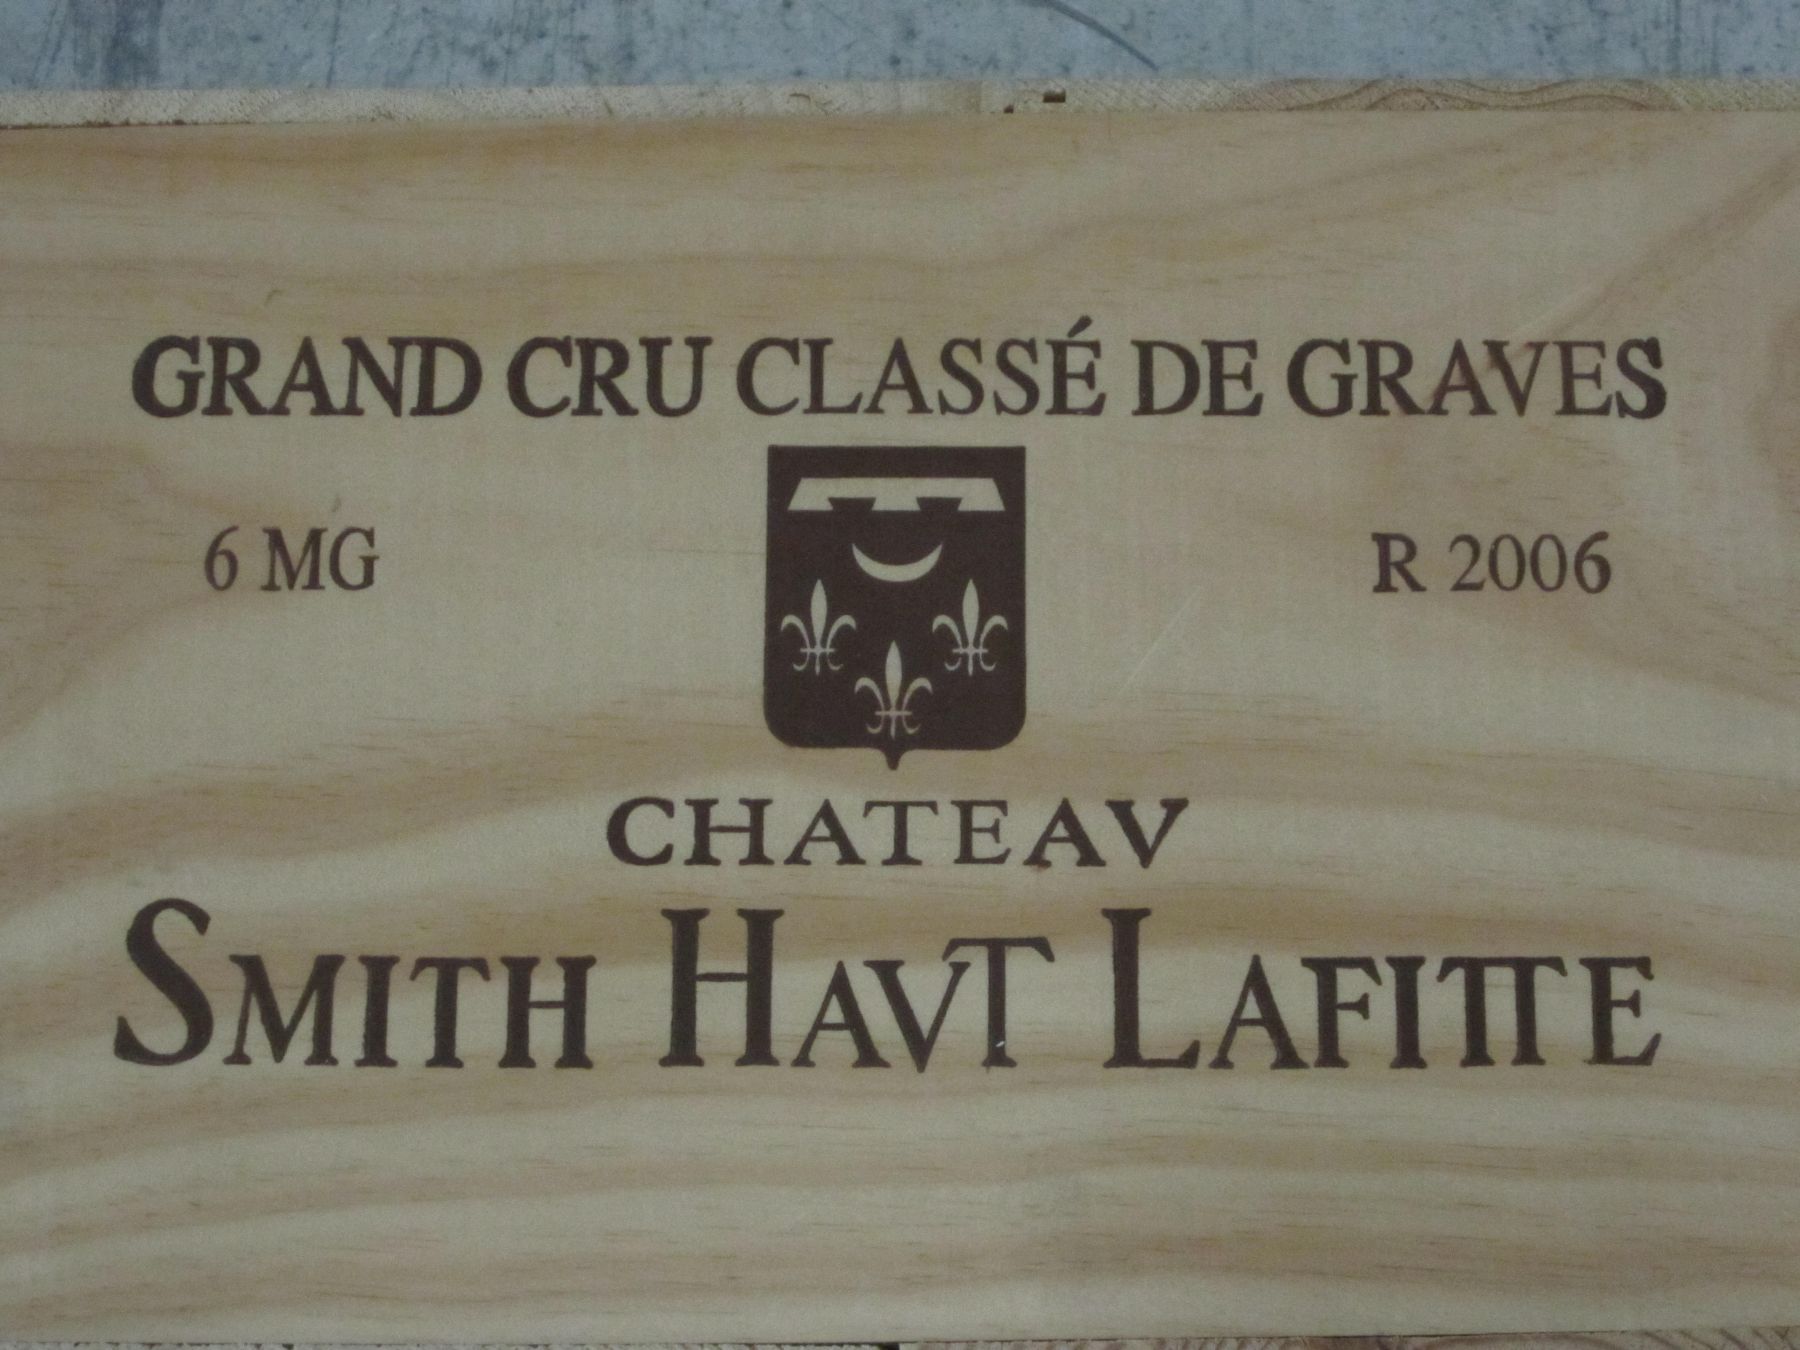 GRAND CRU CLASSÉ DE GRAVES
6 MG R 2006
CHATEAV
SMITH HAVT LAFITTE